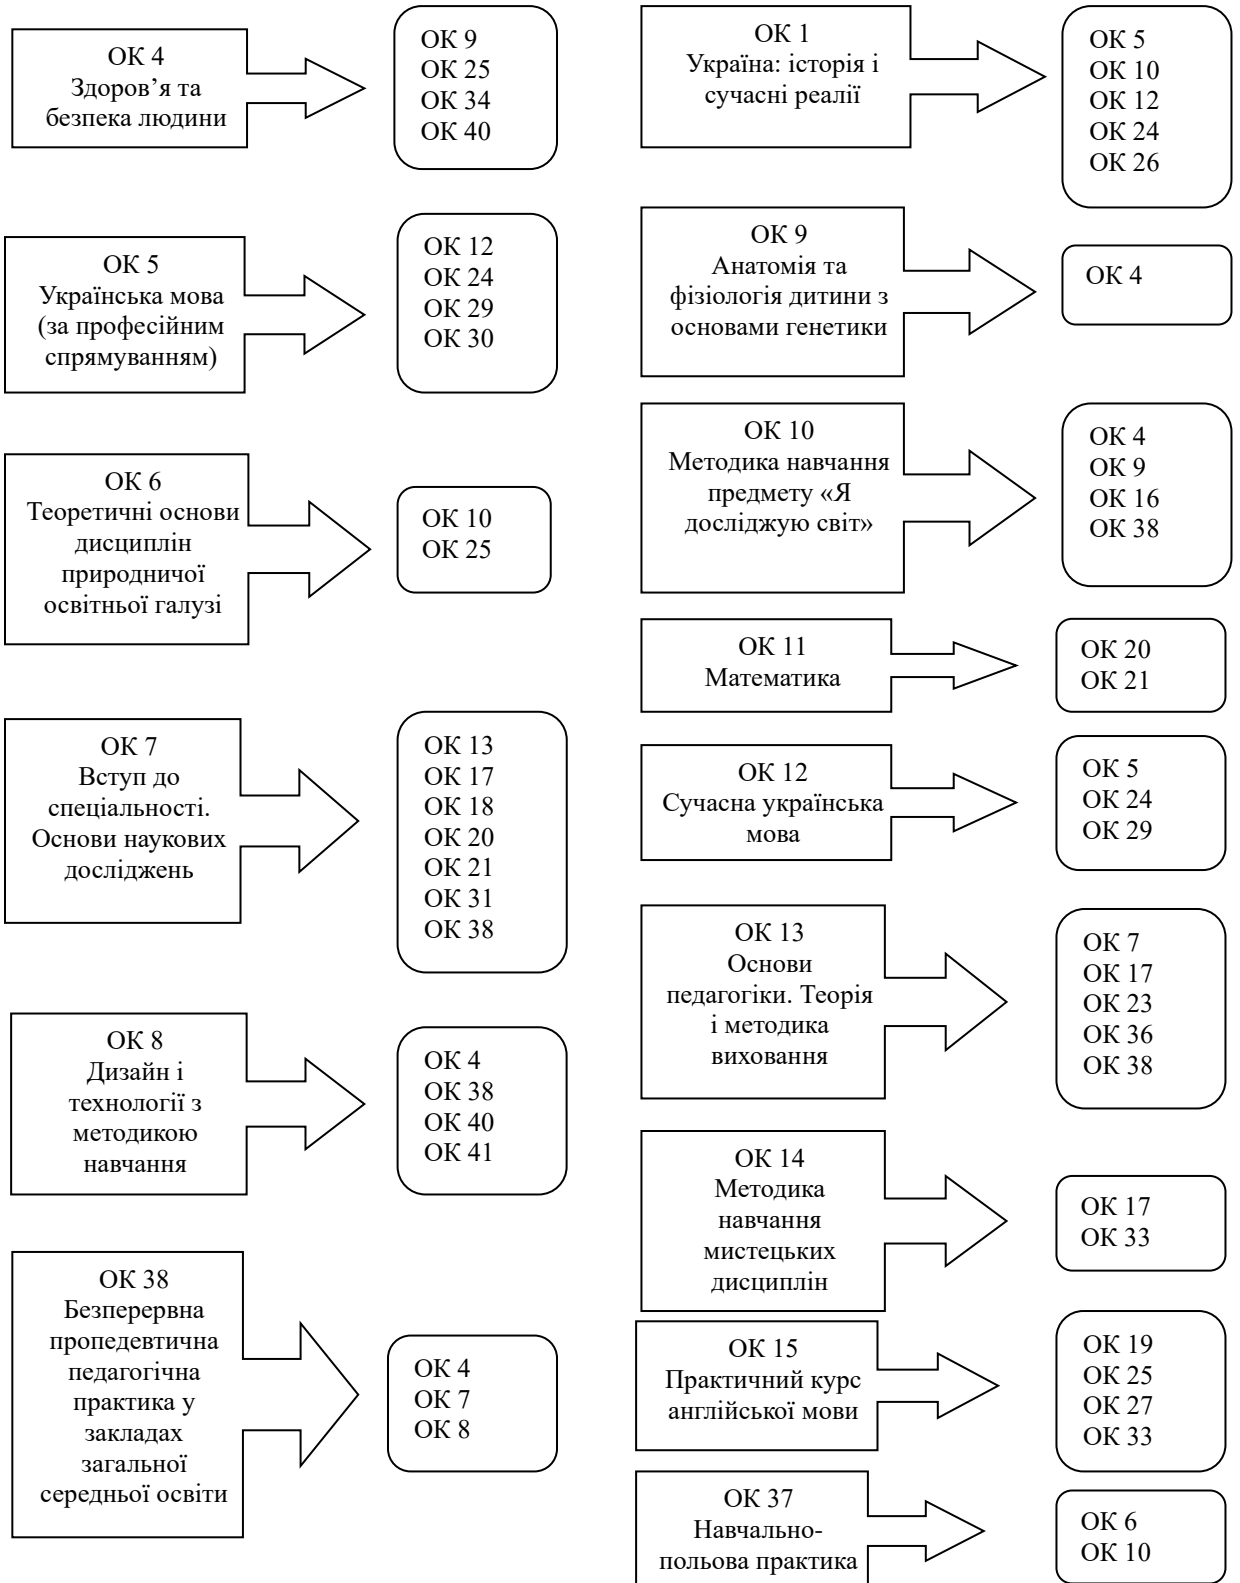 ОК 4
Здоров’я та
безпека людини
ОК 9
ОК 25
ОК 34
ОК 40
ОК 5
Українська мова
(за професійним
спрямуванням)
ОК 12
ОК 24
ОК 29
ОК 30
ОК 6
Теоретичні основи
дисциплін
природничої
освітньої галузі
ОК 10
ОК 25
ОК 7
Вступ до
спеціальності.
Основи наукових
досліджень
ОК 13
ОК 17
ОК 18
ОК 20
ОК 21
ОК 31
ОК 38
ОК 8
Дизайн і
технології з
методикою
навчання
ОК 4
ОК 38
ОК 40
ОК 41
ОК 38
Безперервна
пропедевтична
педагогічна
практика у
закладах
загальної
середньої освіти
ОК 4
ОК 7
ОК 8
ОК 1
Україна: історія і
сучасні реалії
ОК 5
ОК 10
ОК 12
ОК 24
ОК 26
ОК 9
Анатомія та
фізіологія дитини з
основами генетики
ОК 4
ОК 10
Методика навчання
предмету «Я
досліджую світ»
ОК 4
ОК 9
ОК 16
ОК 38
ОК 11
Математика
ОК 20
ОК 21
ОК 12
Сучасна українська
мова
ОК 5
ОК 24
ОК 29
ОК 13
Основи
педагогіки. Теорія
і методика
виховання
ОК 7
ОК 17
ОК 23
ОК 36
ОК 38
ОК 14
Методика
навчання
мистецьких
дисциплін
ОК 17
ОК 33
ОК 15
Практичний курс
англійської мови
ОК 19
ОК 25
ОК 27
ОК 33
ОК 37
Навчально-
польова практика
ОК 6
ОК 10